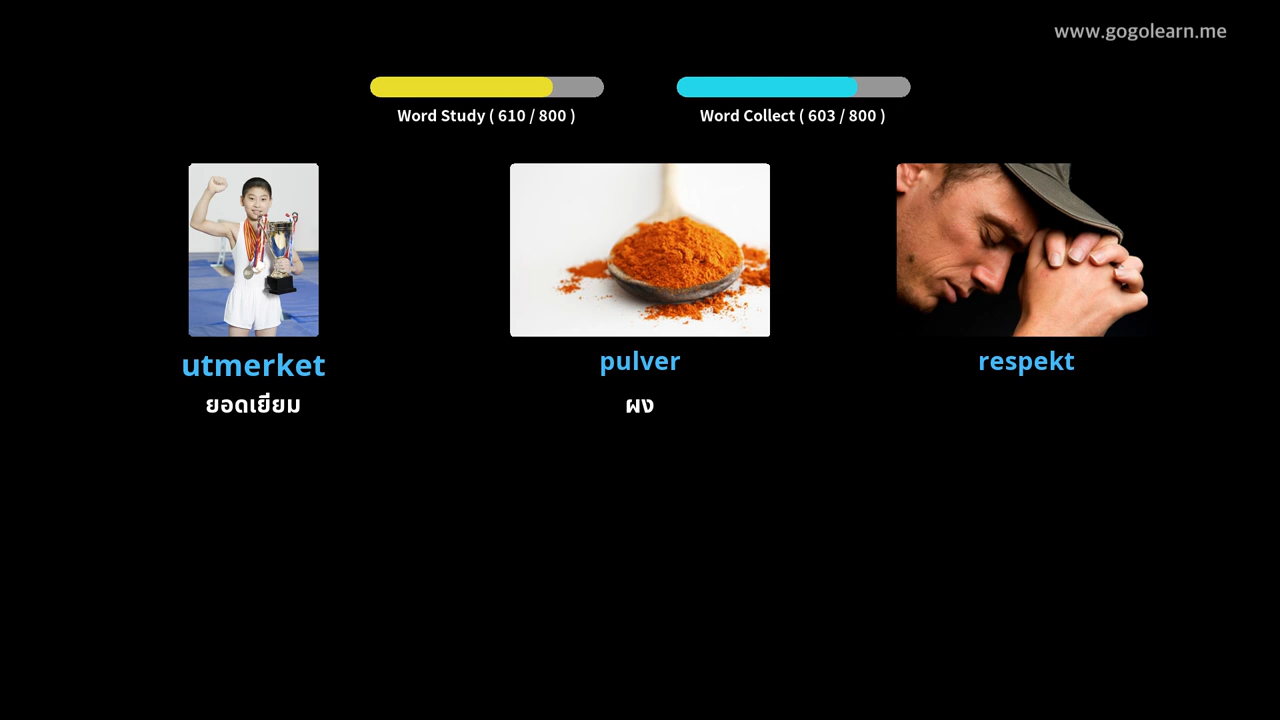 www.gogolearn.me
Word Study ( 610 / 800 )
Word Collect ( 603 / 800 )
utmerket
pulver
respekt
ยอดเยี่ยม
ผง